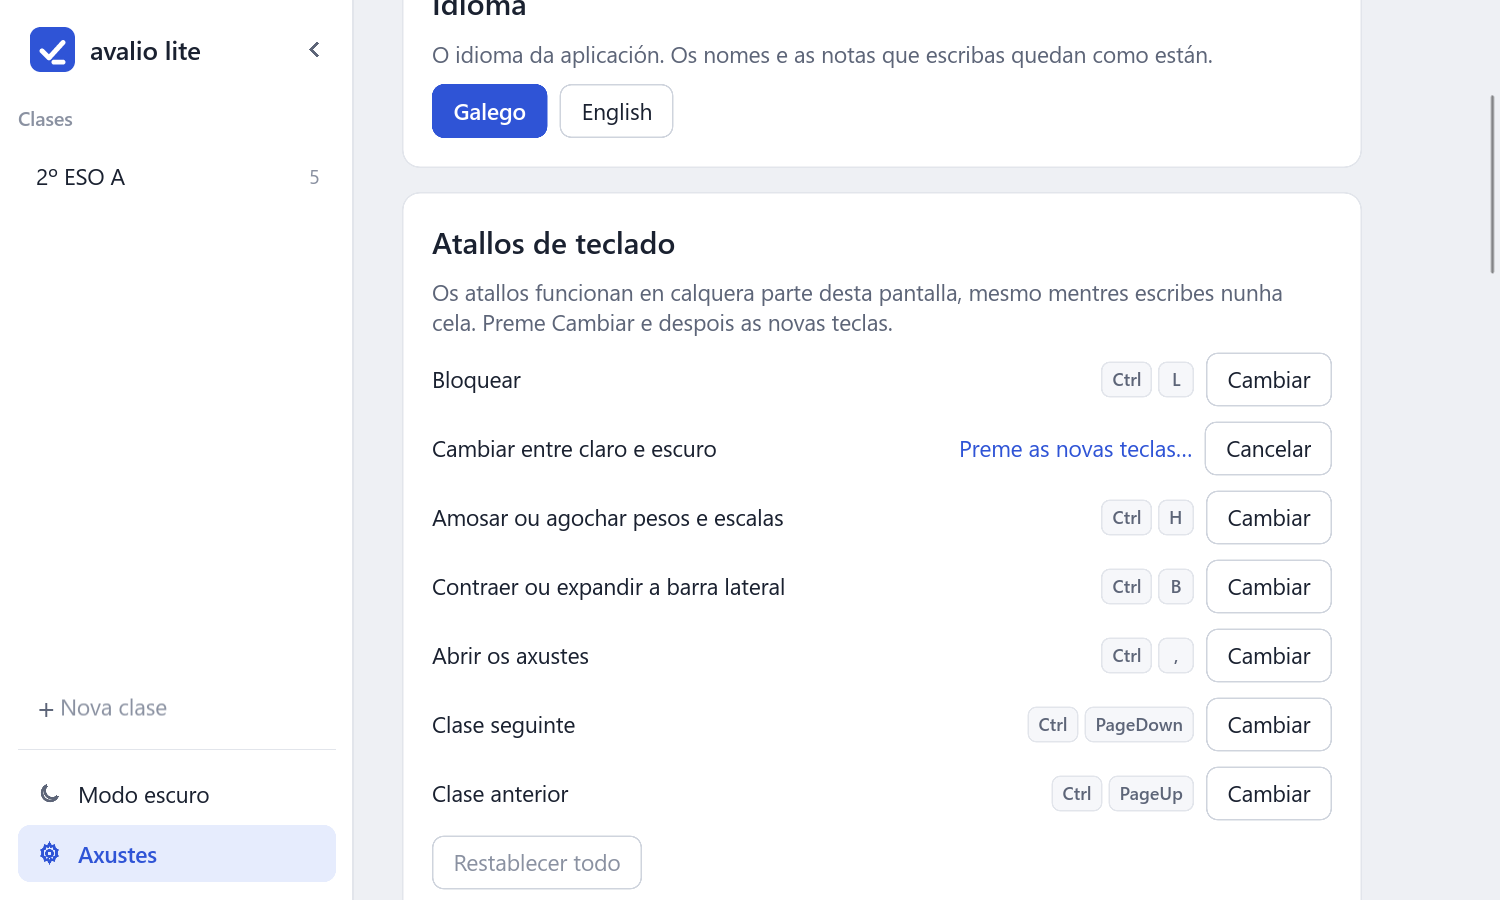 avalio lite
Clases
2º ESO A 5
+ Nova clase
Modo escuro
Axustes
Idioma
O idioma da aplicación. Os nomes e as notas que escribas quedan como están.
Galego English
Atallos de teclado
Os atallos funcionan en calquera parte desta pantalla, mesmo mentres escribes nunha
cela. Preme Cambiar e despois as novas teclas.
Bloquear Ctrl L Cambiar
Cambiar entre claro e escuro Preme as novas teclas... Cancelar
Amosar ou agochar pesos e escalas Ctrl H Cambiar
Contraer ou expandir a barra lateral Ctrl B Cambiar
Abrir os axustes Ctrl , Cambiar
Clase seguinte Ctrl PageDown Cambiar
Clase anterior Ctrl PageUp Cambiar
Restablecer todo